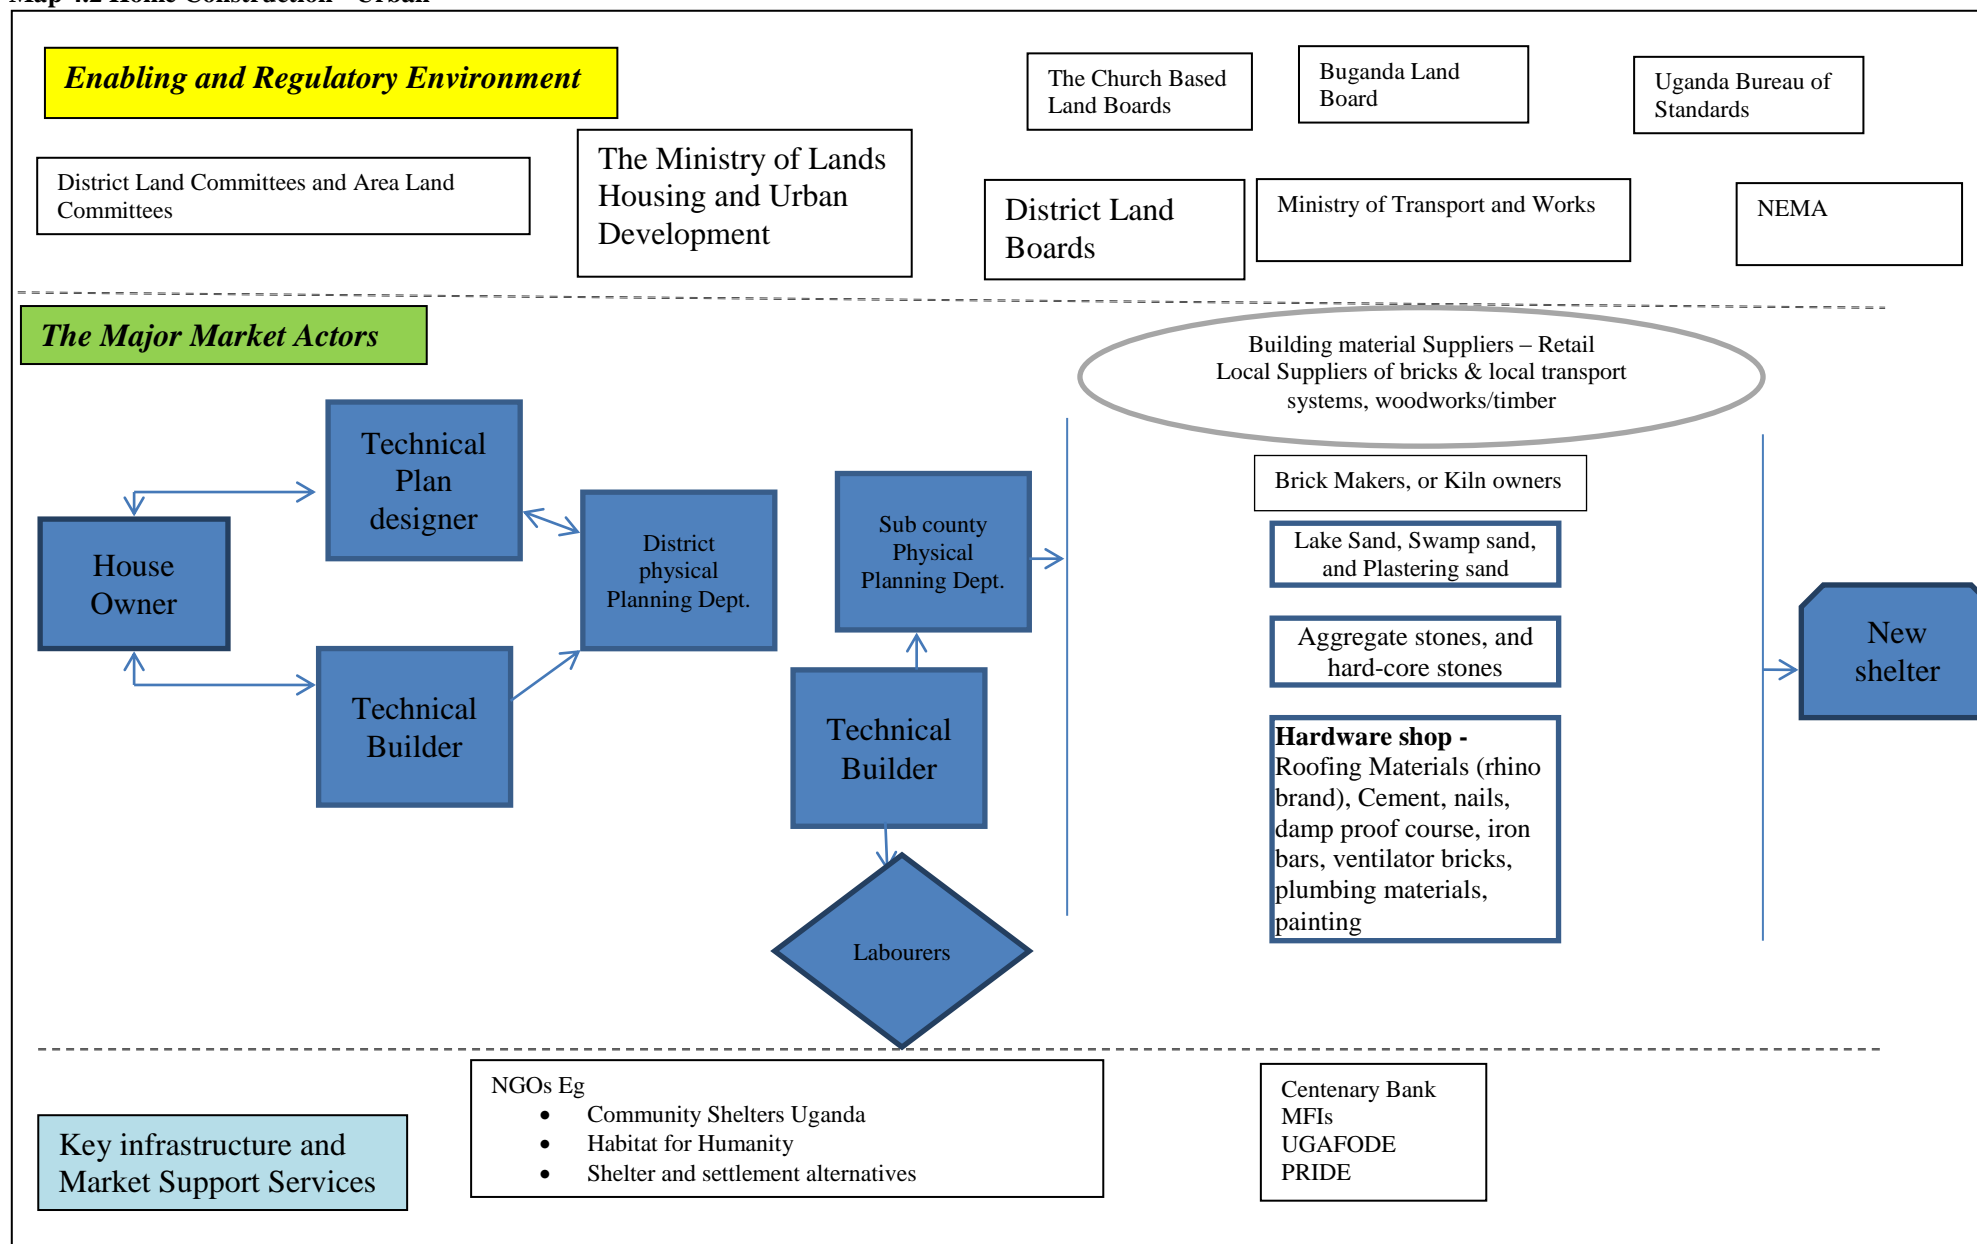 Map 4.2 Home Construction - Urban
Enabling and Regulatory Environment
The Church Based
Land Boards
Buganda Land
Board
Uganda Bureau of
Standards
District Land Committees and Area Land
Committees
The Ministry of Lands
Housing and Urban
Development
District Land
Boards
Ministry of Transport and Works
NEMA
The Major Market Actors
Building material Suppliers – Retail
Local Suppliers of bricks & local transport
systems, woodworks/timber
Technical
Plan
designer
House
Owner
District
physical
Planning Dept.
Technical
Builder
Sub county
Physical
Planning Dept.
Technical
Builder
Labourers
Brick Makers, or Kiln owners
Lake Sand, Swamp sand,
and Plastering sand
Aggregate stones, and
hard-core stones
Hardware shop -
Roofing Materials (rhino
brand), Cement, nails,
damp proof course, iron
bars, ventilator bricks,
plumbing materials,
painting
New
shelter
Key infrastructure and
Market Support Services
NGOs Eg
• Community Shelters Uganda
• Habitat for Humanity
• Shelter and settlement alternatives
Centenary Bank
MFIs
UGAFODE
PRIDE